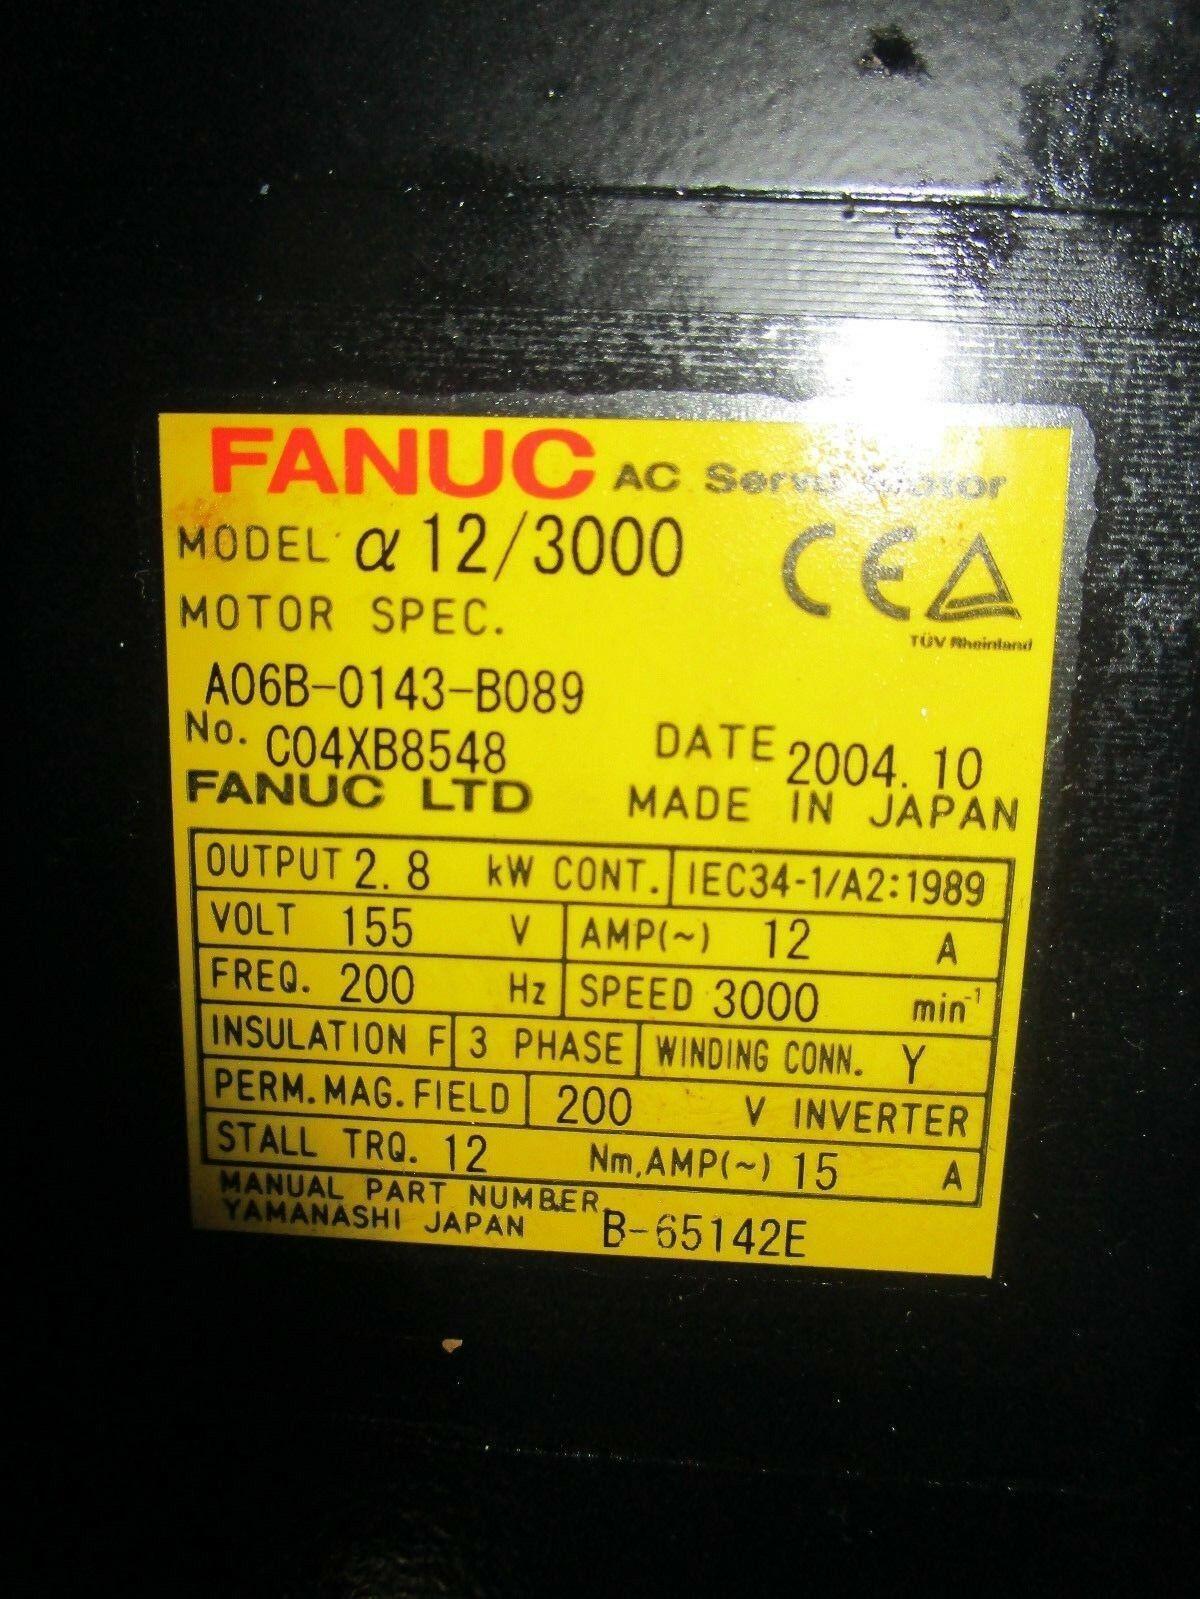 FANUC AC Servo Motor
MODEL α 12/3000
CE
TÜV Rheinland
MOTOR SPEC.
A06B-0143-B089
No. C04XB8548
DATE 2004. 10
FANUC LTD
MADE IN JAPAN
OUTPUT 2. 8 kW CONT. IEC34-1/A2:1989
VOLT 155 V AMP(~) 12 A
FREQ. 200 Hz SPEED 3000 min⁻¹
INSULATION F 3 PHASE WINDING CONN. Y
PERM. MAG. FIELD 200 V INVERTER
STALL TRQ. 12 Nm, AMP(~) 15 A
MANUAL PART NUMBER.
YAMANASHI JAPAN B-65142E